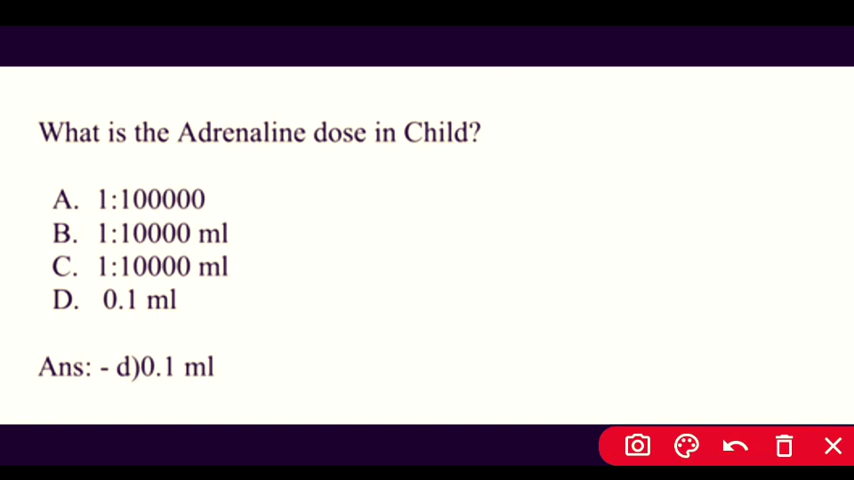 What is the Adrenaline dose in Child?
A. 1:100000
B. 1:10000 ml
C. 1:10000 ml
D. 0.1 ml
Ans: - d)0.1 ml